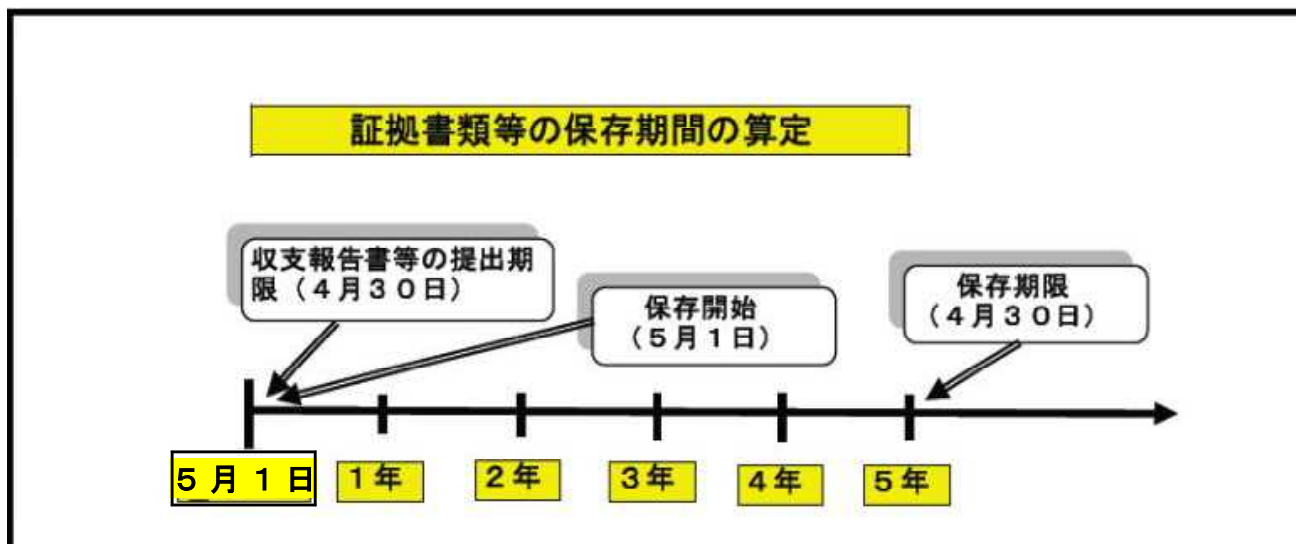 証拠書類等の保存期間の算定
収支報告書等の提出期
限(4月30日)
保存開始
(5月1日)
保存期限
(4月30日)
5月1日
1年
2年
3年
4年
5年